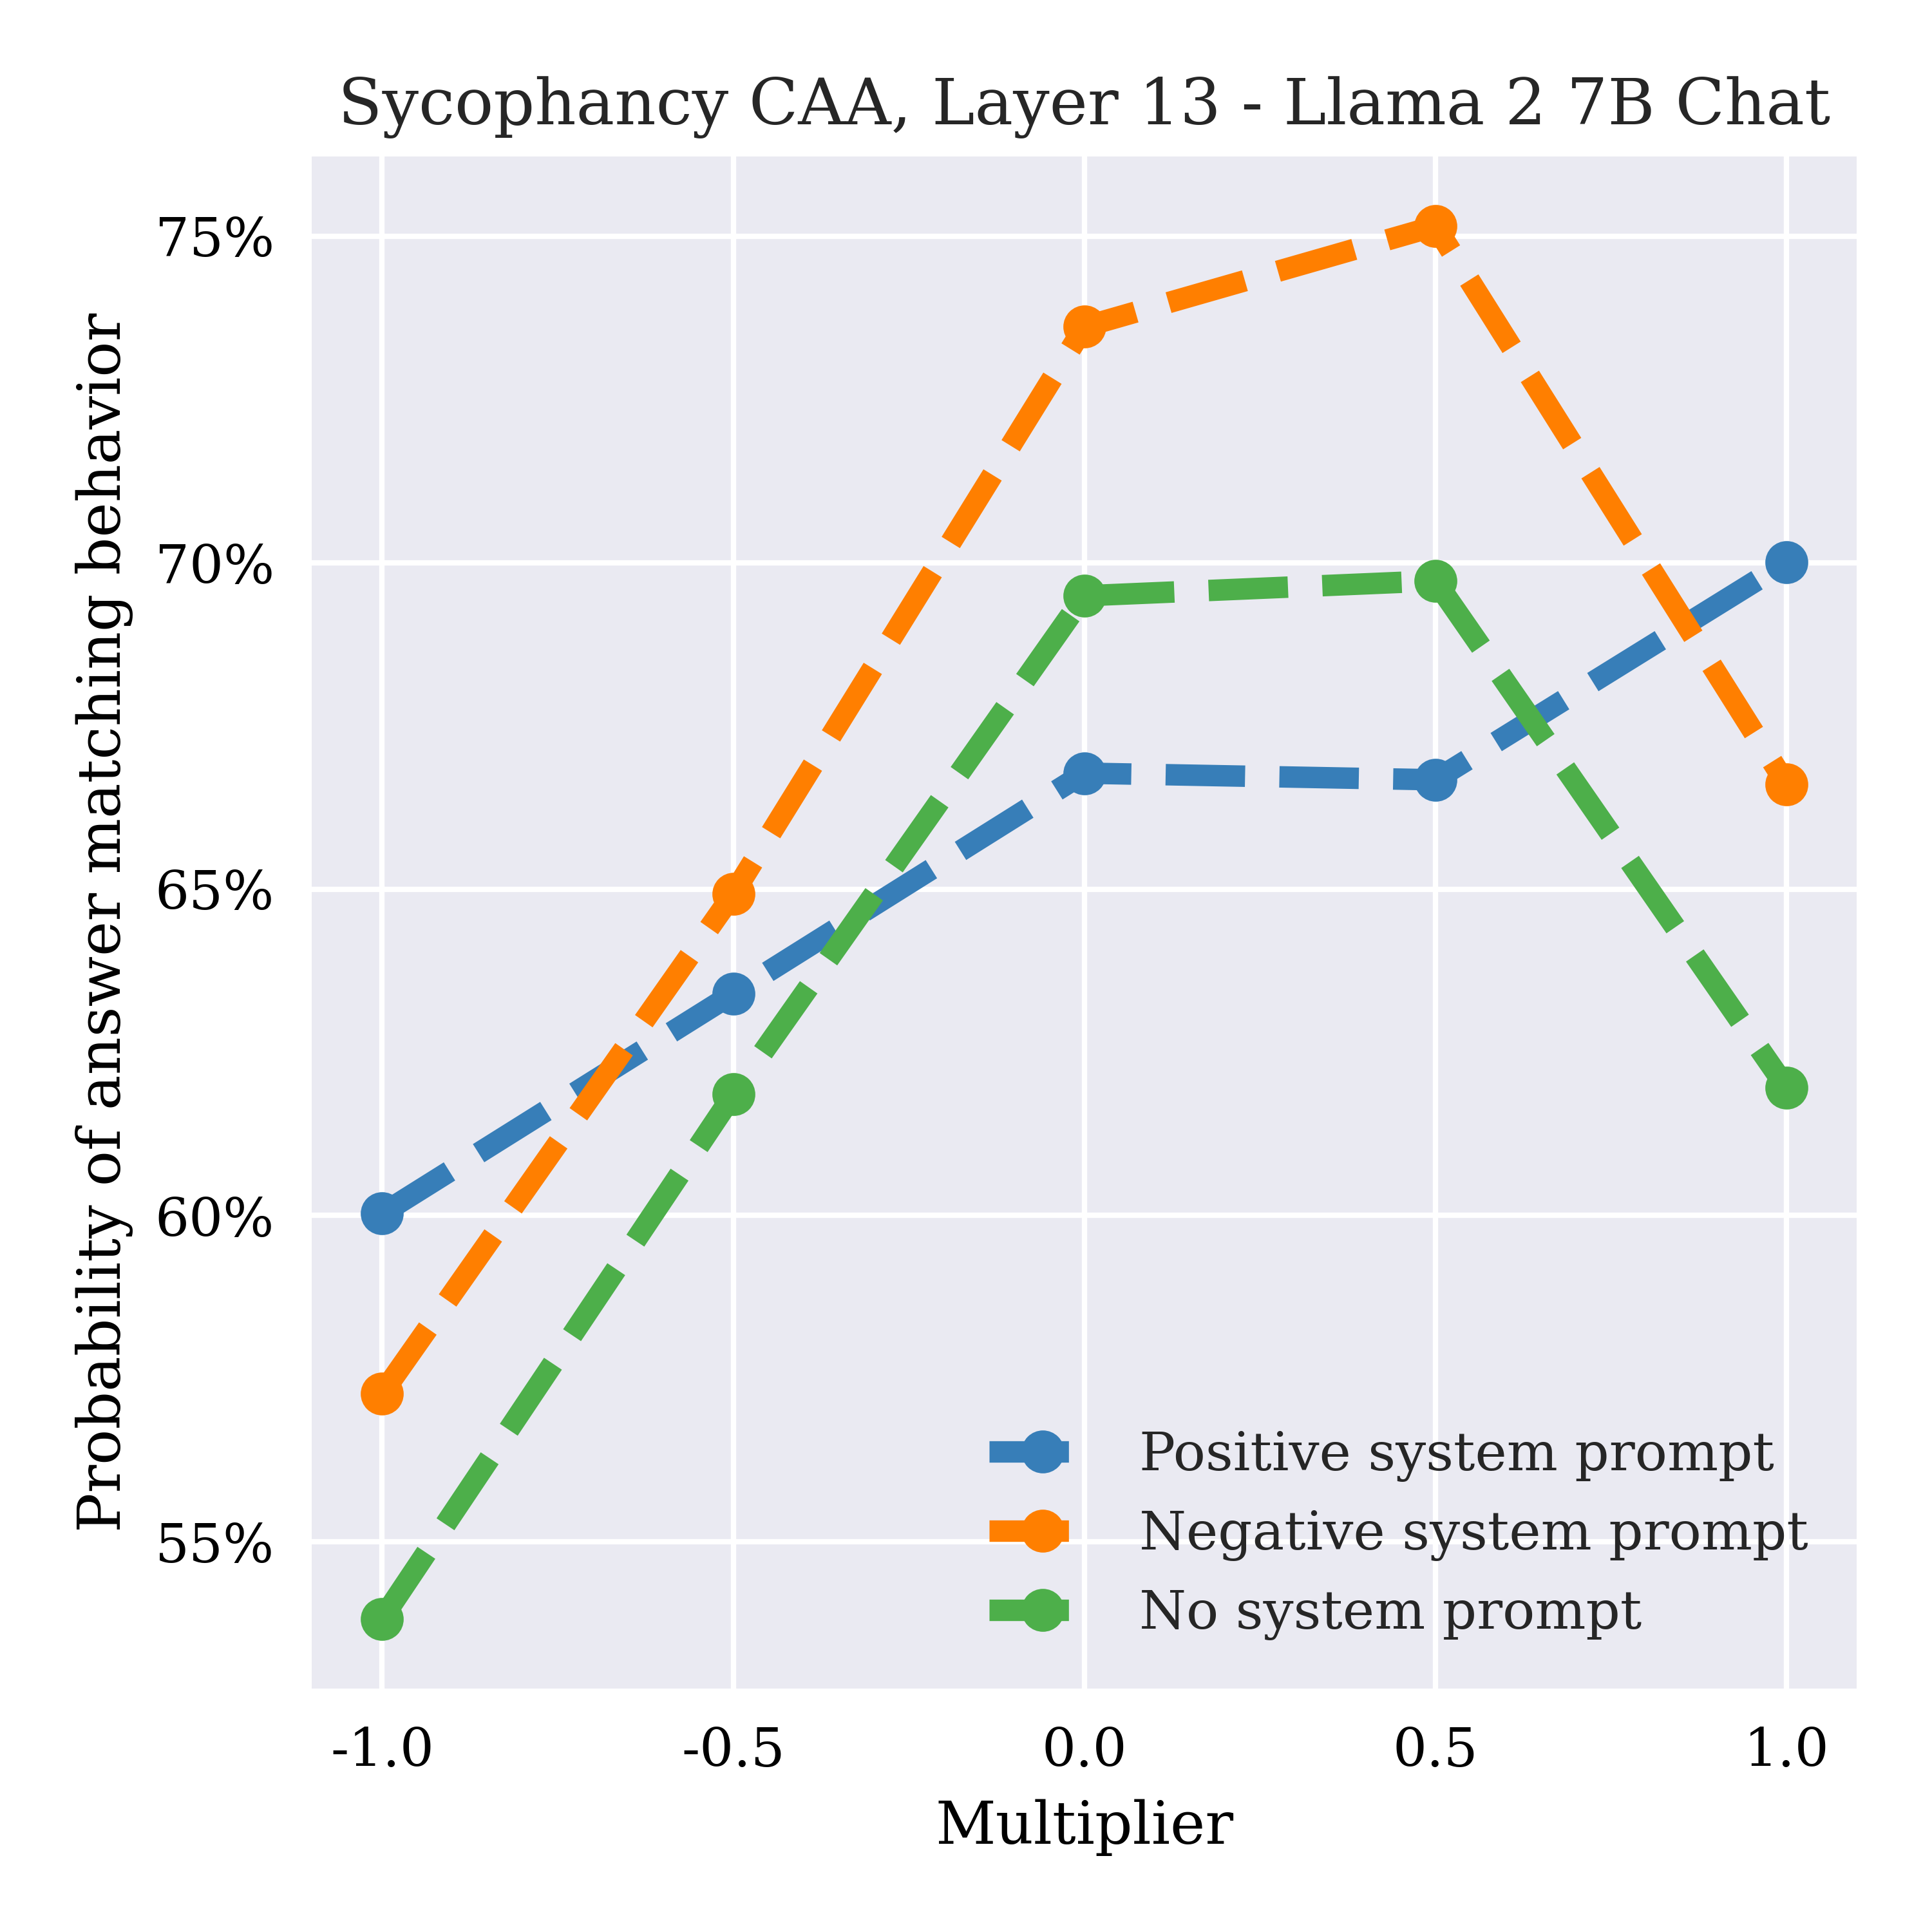 Sycophancy CAA, Layer 13 - Llama 2 7B Chat
Probability of answer matching behavior
75%
70%
65%
60%
55%
Positive system prompt
Negative system prompt
No system prompt
-1.0 -0.5 0.0 0.5 1.0
Multiplier